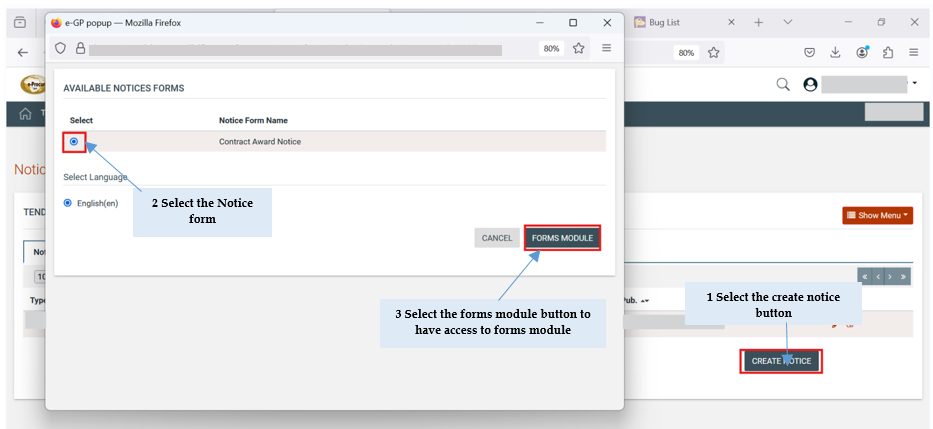 e-GP popup — Mozilla Firefox
Bug List
80%
80%
e-Procu
T
AVAILABLE NOTICES FORMS
Select Notice Form Name
Contract Award Notice
Select Language
English(en)
CANCEL FORMS MODULE
2 Select the Notice
form
3 Select the forms module button to
have access to forms module
Notic
TEND
Show Menu
Not
10
Type
Pub.
1 Select the create notice
button
CREATE NOTICE